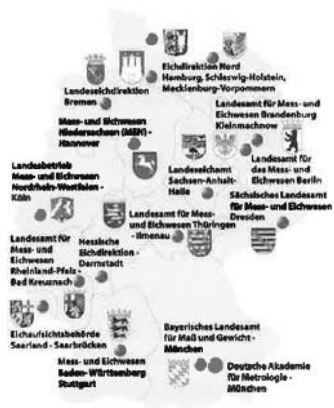 Eichdirektion Nord
Hamburg, Schleswig-Holstein,
Mecklenburg-Vorpommern
Landeseichdirektion
Bremen
Landesamt für Mess- und
Eichwesen Brandenburg
Kleinmachnow
Mess- und Eichwesen
Niedersachsen (MEN) -
Hannover
Landesbetrieb
Mess- und Eichwesen
Nordrhein-Westfalen -
Köln
Landeseichamt
Sachsen-Anhalt-
Halle
Landesamt für
das Mess- und
Eichwesen Berlin
Sächsisches Landesamt
für Mess- und Eichwesen
Dresden
Landesamt für Mess-
und Eichwesen Thüringen
- Ilmenau
Landesamt für
Mess- und
Eichwesen
Rheinland-Pfalz -
Bad Kreuznach
Hessische
Eichdirektion -
Darmstadt
Eichaufsichtsbehörde
Saarland - Saarbrücken
Mess- und Eichwesen
Baden-Württemberg
Stuttgart
Bayerisches Landesamt
für Maß und Gewicht -
München
Deutsche Akademie
für Metrologie -
München